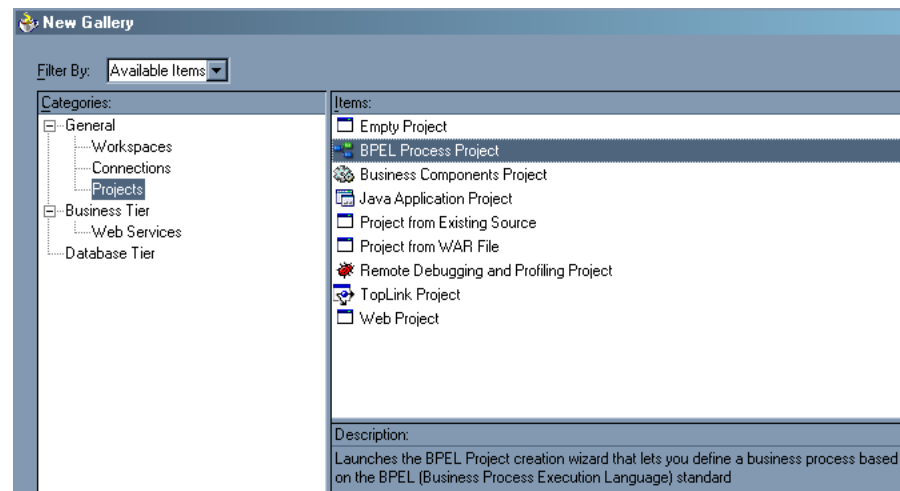 New Gallery
Filter By: Available Items
Categories:
General
Workspaces
Connections
Projects
Business Tier
Web Services
Database Tier
Items:
Empty Project
BPEL Process Project
Business Components Project
Java Application Project
Project from Existing Source
Project from WAR File
Remote Debugging and Profiling Project
TopLink Project
Web Project
Description:
Launches the BPEL Project creation wizard that lets you define a business process based
on the BPEL (Business Process Execution Language) standard